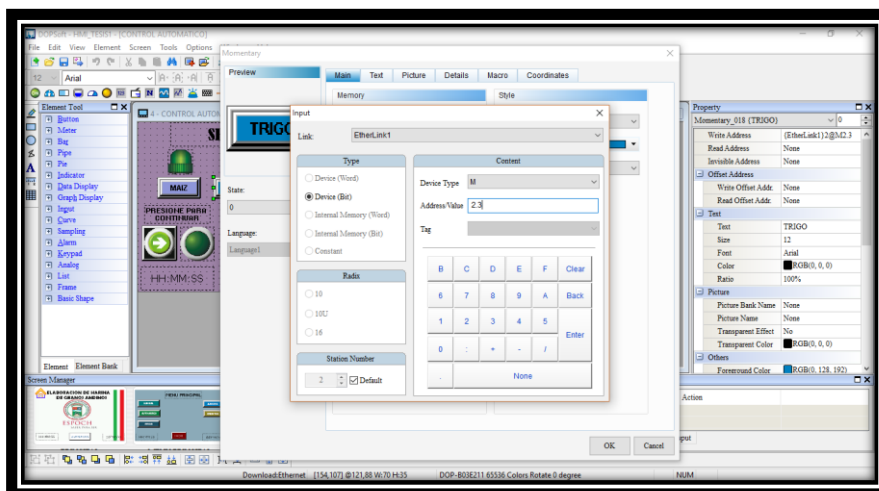 DOPSoft - HMI_TESIS1 - [CONTROL AUTOMATICO]
File Edit View Element Screen Tools Options
12 Arial
Element Tool
Button
Meter
Bar
Pipe
Pie
Indicator
Data Display
Graph Display
Input
Curve
Sampling
Alarm
Keypad
Analog
List
Frame
Basic Shape
Element Element Bank
4 - CONTROL AUTOM
MAIZ
PRESIONE PARA
CONTINUAR
HH:MM:SS
Momentary
Preview
TRIGO
State:
0
Language:
Language1
Main Text Picture Details Macro Coordinates
Memory Style
Input
Link: EtherLink1
Type
Device (Word)
Device (Bit)
Internal Memory (Word)
Internal Memory (Bit)
Constant
Radix
10
10U
16
Station Number
2 Default
Content
Device Type M
Address/Value 2.3
Tag
B C D E F Clear
6 7 8 9 A Back
1 2 3 4 5 Enter
0 : + - /
. None
OK Cancel
Property
Momentary_018 {TRIGO} 0
Write Address {EtherLink1}2@M2.3
Read Address None
Invisible Address None
Offset Address
Write Offset Addr. None
Read Offset Addr. None
Text
Text TRIGO
Size 12
Font Arial
Color RGB(0, 0, 0)
Ratio 100%
Picture
Picture Bank Name None
Picture Name None
Transparent Effect No
Transparent Color RGB(0, 0, 0)
Others
Foreground Color RGB(0, 128, 192)
Screen Manager
ELABORACION DE HARINA
DE GRANOS ANDINOS
ESPOCH
MENU PRINCIPAL
Action
Download:Ethernet [154,107] @121,88 W:70 H:35 DOP-B03E211 65536 Colors Rotate 0 degree NUM